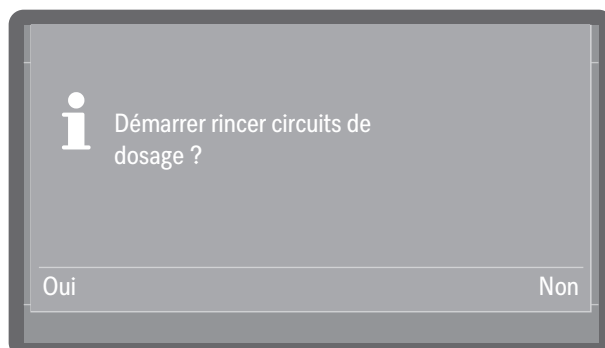 Démarrer rincer circuits de
dosage ?
Oui
Non